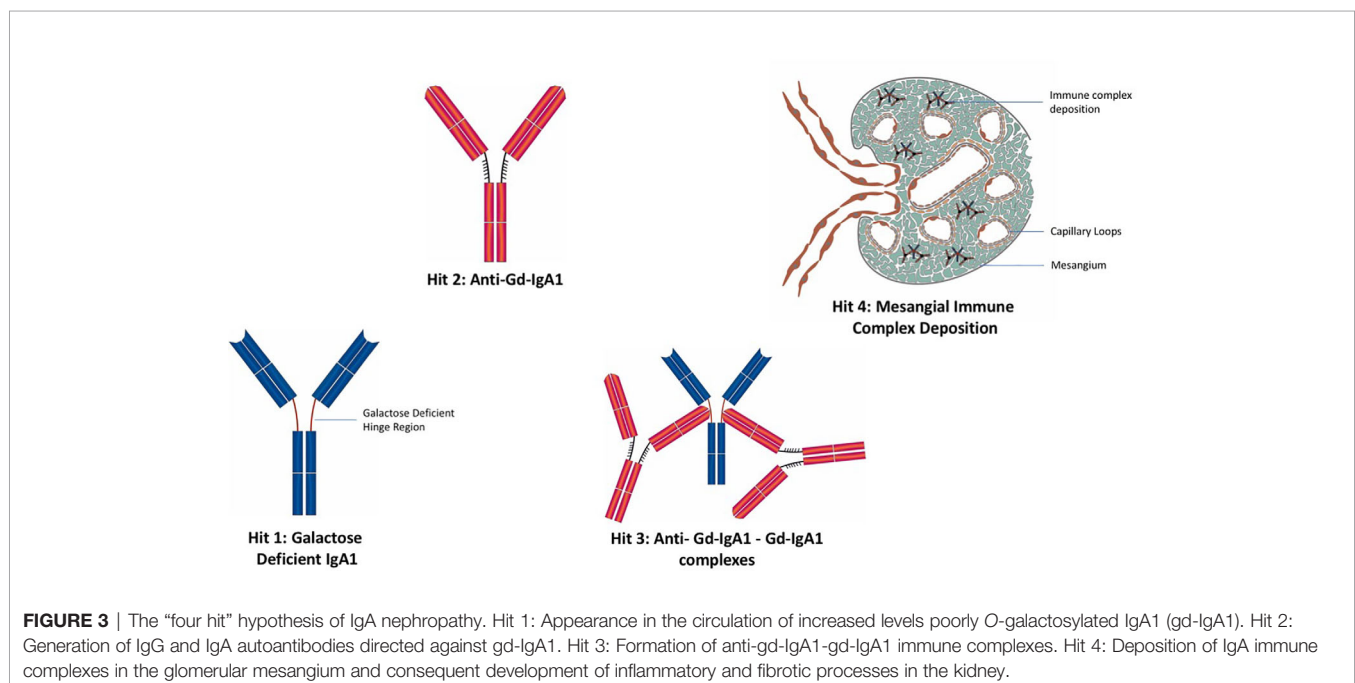 Immune complex
deposition
Capillary Loops
Mesangium
Hit 2: Anti-Gd-IgA1
Hit 4: Mesangial Immune
Complex Deposition
Galactose Deficient
Hinge Region
Hit 1: Galactose
Deficient IgA1
Hit 3: Anti- Gd-IgA1 - Gd-IgA1
complexes
FIGURE 3 | The “four hit” hypothesis of IgA nephropathy. Hit 1: Appearance in the circulation of increased levels poorly O-galactosylated IgA1 (gd-IgA1). Hit 2:
Generation of IgG and IgA autoantibodies directed against gd-IgA1. Hit 3: Formation of anti-gd-IgA1-gd-IgA1 immune complexes. Hit 4: Deposition of IgA immune
complexes in the glomerular mesangium and consequent development of inflammatory and fibrotic processes in the kidney.